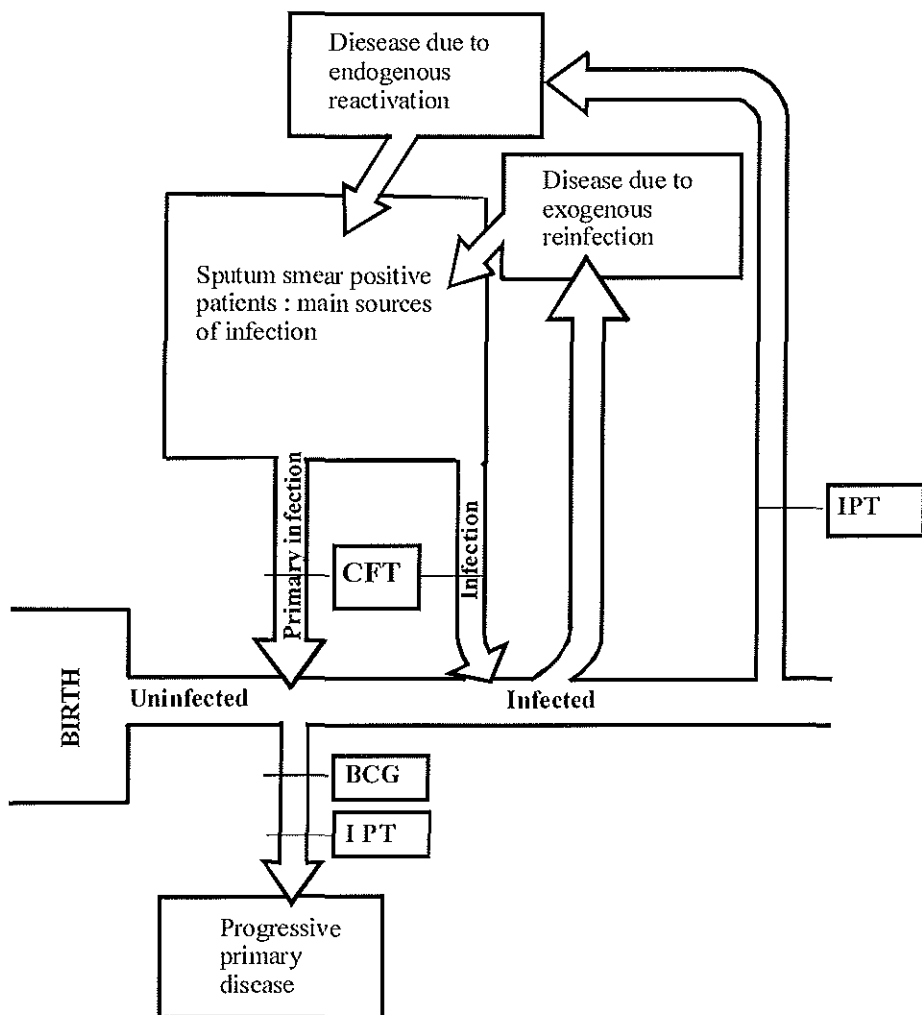 Diesease due to
endogenous
reactivation
Disease due to
exogenous
reinfection
Sputum smear positive
patients : main sources
of infection
Primary infection
Infection
CFT
IPT
BIRTH
Uninfected
Infected
BCG
I PT
Progressive
primary
disease